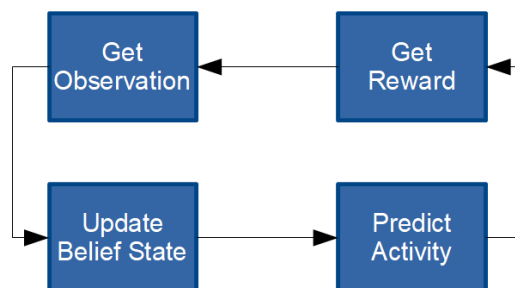 Get
Observation
Get
Reward
Update
Belief State
Predict
Activity